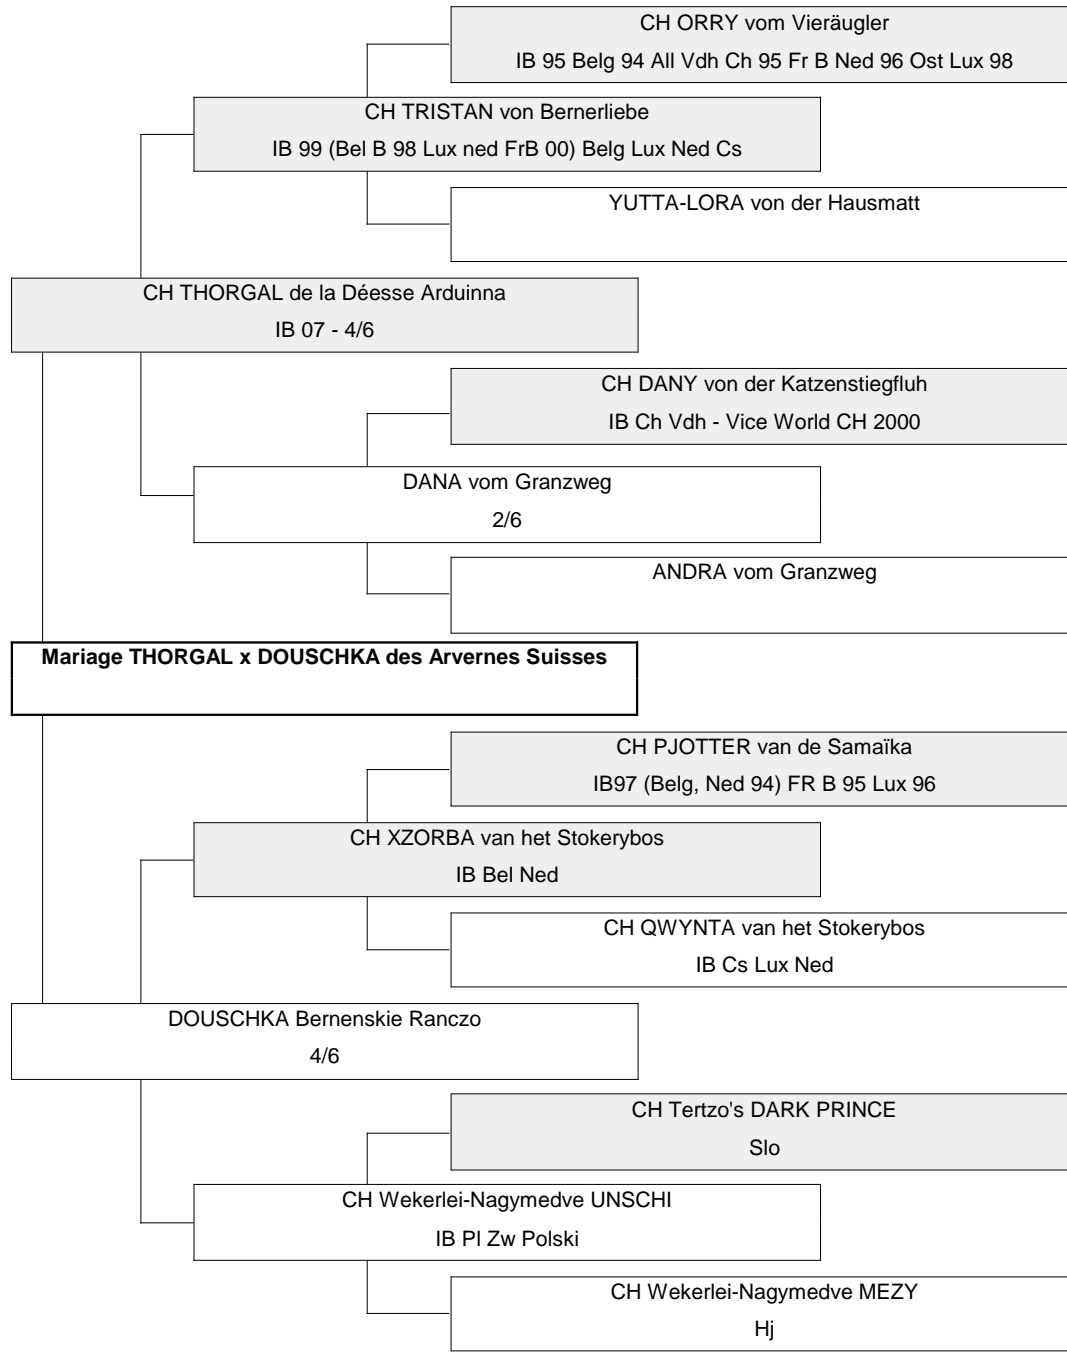 CH ORRY vom Vieräugler
IB 95 Belg 94 All Vdh Ch 95 Fr B Ned 96 Ost Lux 98
CH TRISTAN von Bernerliebe
IB 99 (Bel B 98 Lux ned FrB 00) Belg Lux Ned Cs
YUTTA-LORA von der Hausmatt
CH THORGAL de la Déesse Arduinna
IB 07 - 4/6
CH DANY von der Katzenstiegfluh
IB Ch Vdh - Vice World CH 2000
DANA vom Granzweg
2/6
ANDRA vom Granzweg
Mariage THORGAL x DOUSCHKA des Arvernes Suisses
CH PJOTTER van de Samaïka
IB97 (Belg, Ned 94) FR B 95 Lux 96
CH XZORBA van het Stokerybos
IB Bel Ned
CH QWYNTA van het Stokerybos
IB Cs Lux Ned
DOUSCHKA Bernenskie Ranczo
4/6
CH Tertzo's DARK PRINCE
Slo
CH Wekerlei-Nagymedve UNSCHI
IB Pl Zw Polski
CH Wekerlei-Nagymedve MEZY
Hj